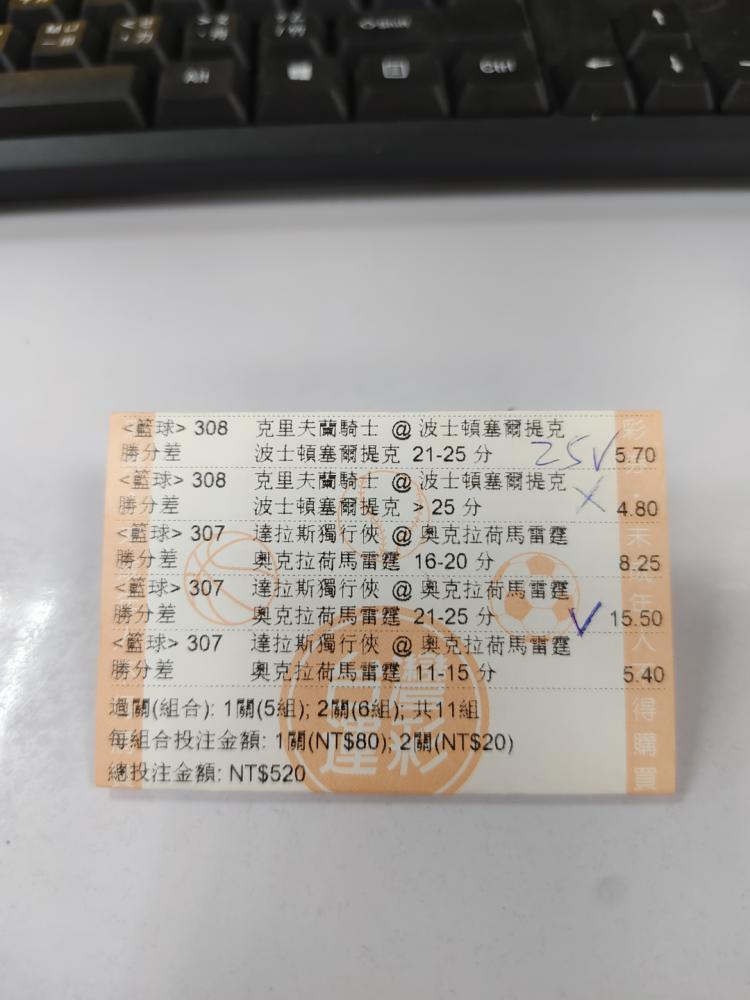 Alt
Ctrl
<籃球> 308 克里夫蘭騎士 @ 波士頓塞爾提克
勝分差 波士頓塞爾提克 21-25 分 25 ✓ 5.70
<籃球> 308 克里夫蘭騎士 @ 波士頓塞爾提克
勝分差 波士頓塞爾提克 > 25 分 X 4.80
<籃球> 307 達拉斯獨行俠 @ 奧克拉荷馬雷霆
勝分差 奧克拉荷馬雷霆 16-20 分 8.25
<籃球> 307 達拉斯獨行俠 @ 奧克拉荷馬雷霆
勝分差 奧克拉荷馬雷霆 21-25 分 ✓ 15.50
<籃球> 307 達拉斯獨行俠 @ 奧克拉荷馬雷霆
勝分差 奧克拉荷馬雷霆 11-15 分 5.40
過關(組合): 1關(5組); 2關(6組); 共11組
每組合投注金額: 1關(NT$80); 2關(NT$20)
總投注金額: NT$520
台灣
運彩
得購買